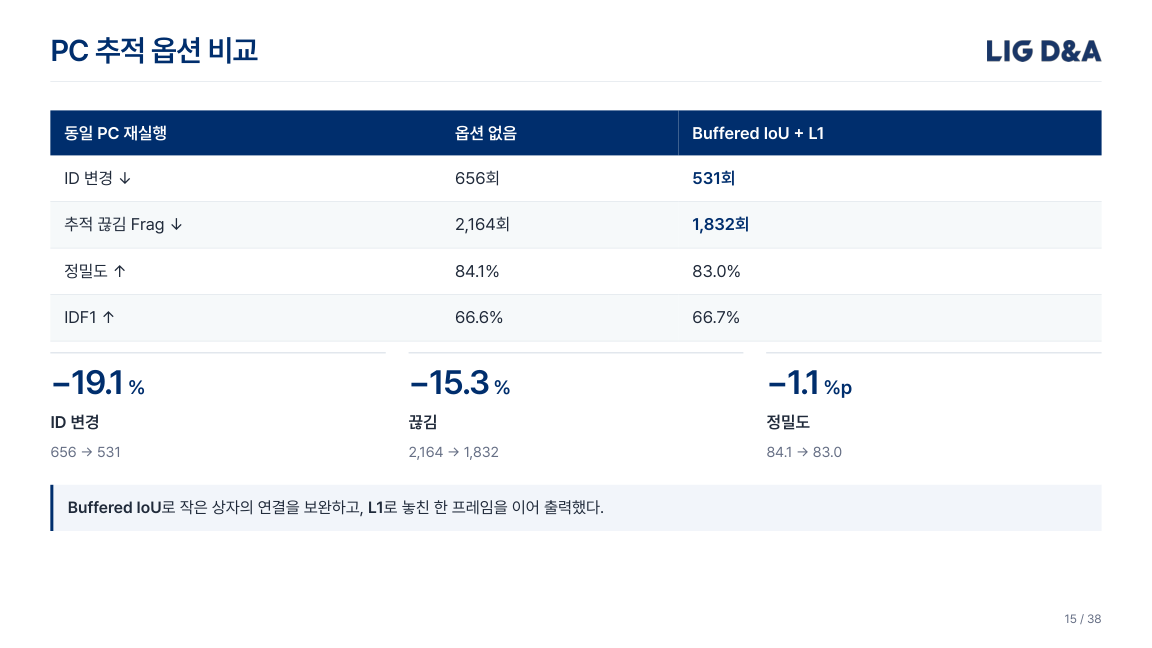 PC 추적 옵션 비교
LIG D&A
동일 PC 재실행 옵션 없음 Buffered IoU + L1
ID 변경 ↓ 656회 531회
추적 끊김 Frag ↓ 2,164회 1,832회
정밀도 ↑ 84.1% 83.0%
IDF1 ↑ 66.6% 66.7%
−19.1 % −15.3 % −1.1 %p
ID 변경 끊김 정밀도
656 → 531 2,164 → 1,832 84.1 → 83.0
Buffered IoU로 작은 상자의 연결을 보완하고, L1로 놓친 한 프레임을 이어 출력했다.
15 / 38